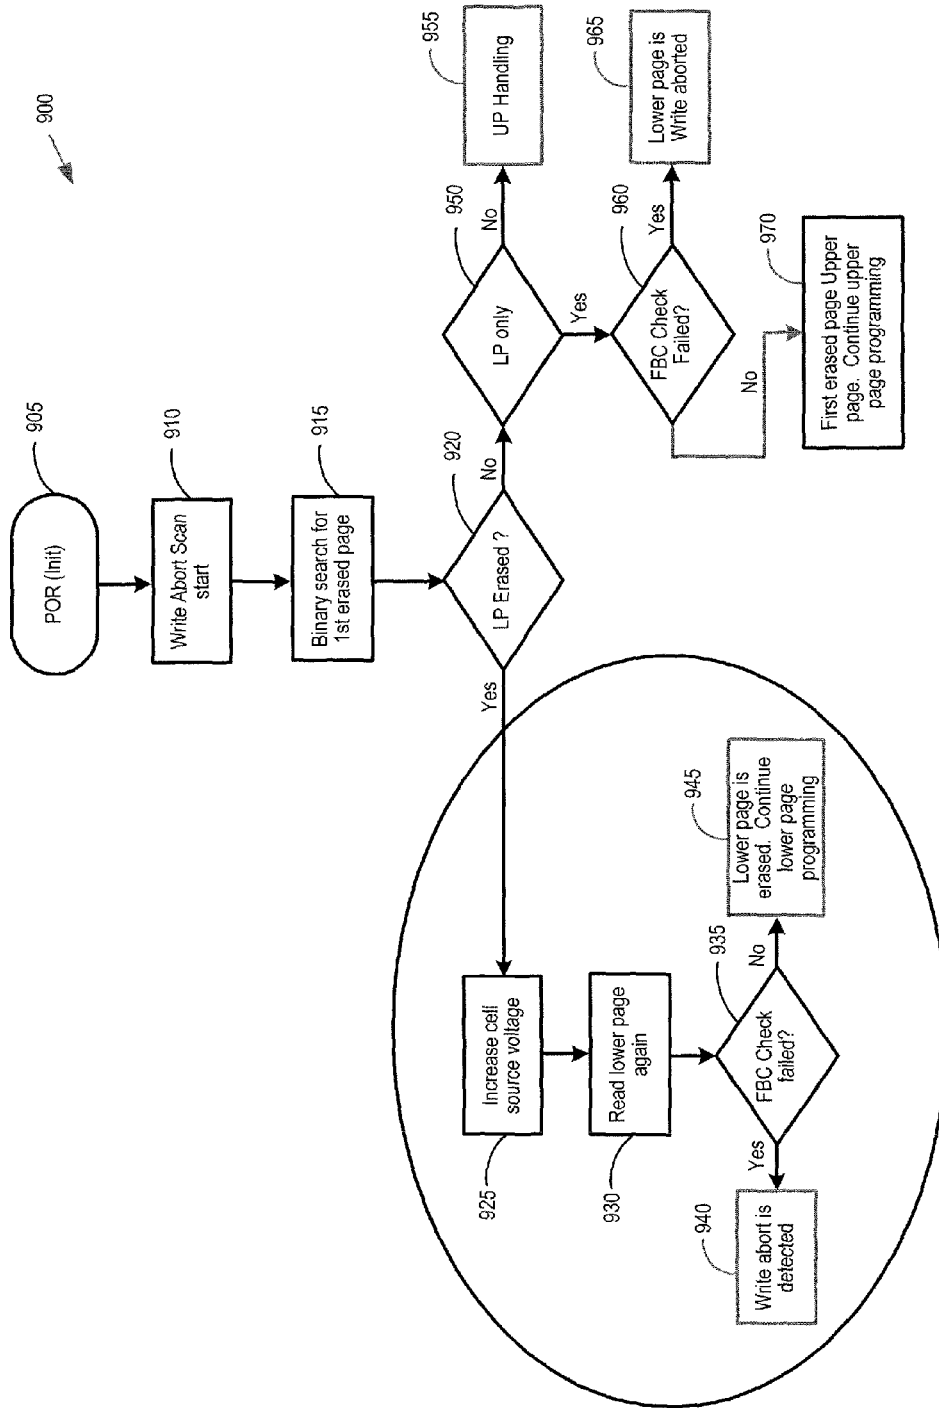 900
POR (Init)
905
Write Abort Scan
start
910
Binary search for
1st erased page
915
LP Erased ?
920
Yes
No
Increase cell
source voltage
925
Read lower page
again
930
FBC Check
failed?
935
Yes
No
Write abort is
detected
940
Lower page is
erased. Continue
lower page
programming
945
LP only
950
No
Yes
UP Handling
955
FBC Check
Failed?
960
Yes
No
Lower page is
Write aborted
965
First erased page Upper
page. Continue upper
page programming
970